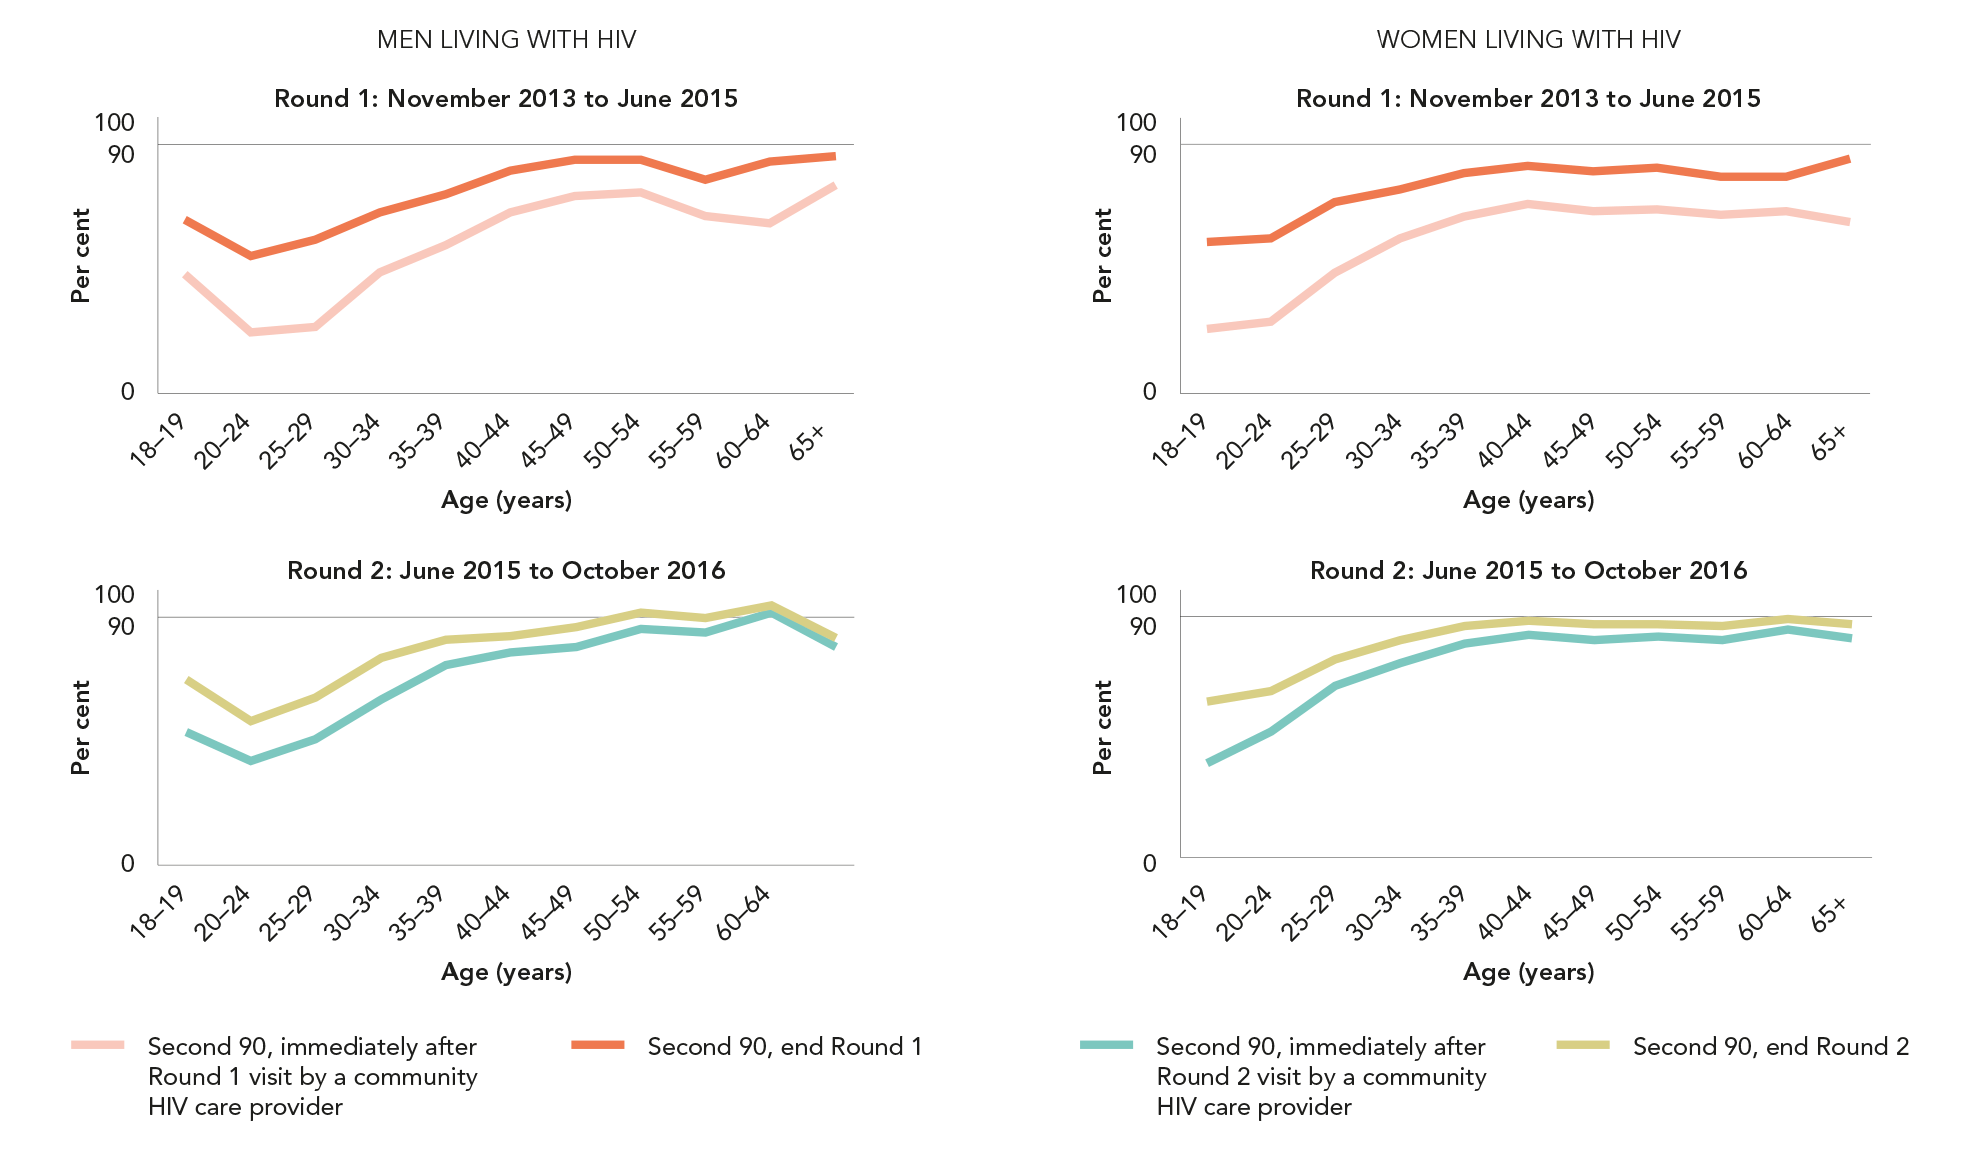 MEN LIVING WITH HIV
Round 1: November 2013 to June 2015
100
90
Per cent
0
18–19
20–24
25–29
30–34
35–39
40–44
45–49
50–54
55–59
60–64
65+
Age (years)
WOMEN LIVING WITH HIV
Round 1: November 2013 to June 2015
100
90
Per cent
0
18–19
20–24
25–29
30–34
35–39
40–44
45–49
50–54
55–59
60–64
65+
Age (years)
Round 2: June 2015 to October 2016
100
90
Per cent
0
18–19
20–24
25–29
30–34
35–39
40–44
45–49
50–54
55–59
60–64
Age (years)
Round 2: June 2015 to October 2016
100
90
Per cent
0
18–19
20–24
25–29
30–34
35–39
40–44
45–49
50–54
55–59
60–64
65+
Age (years)
Second 90, immediately after
Round 1 visit by a community
HIV care provider
Second 90, end Round 1
Second 90, immediately after
Round 2 visit by a community
HIV care provider
Second 90, end Round 2